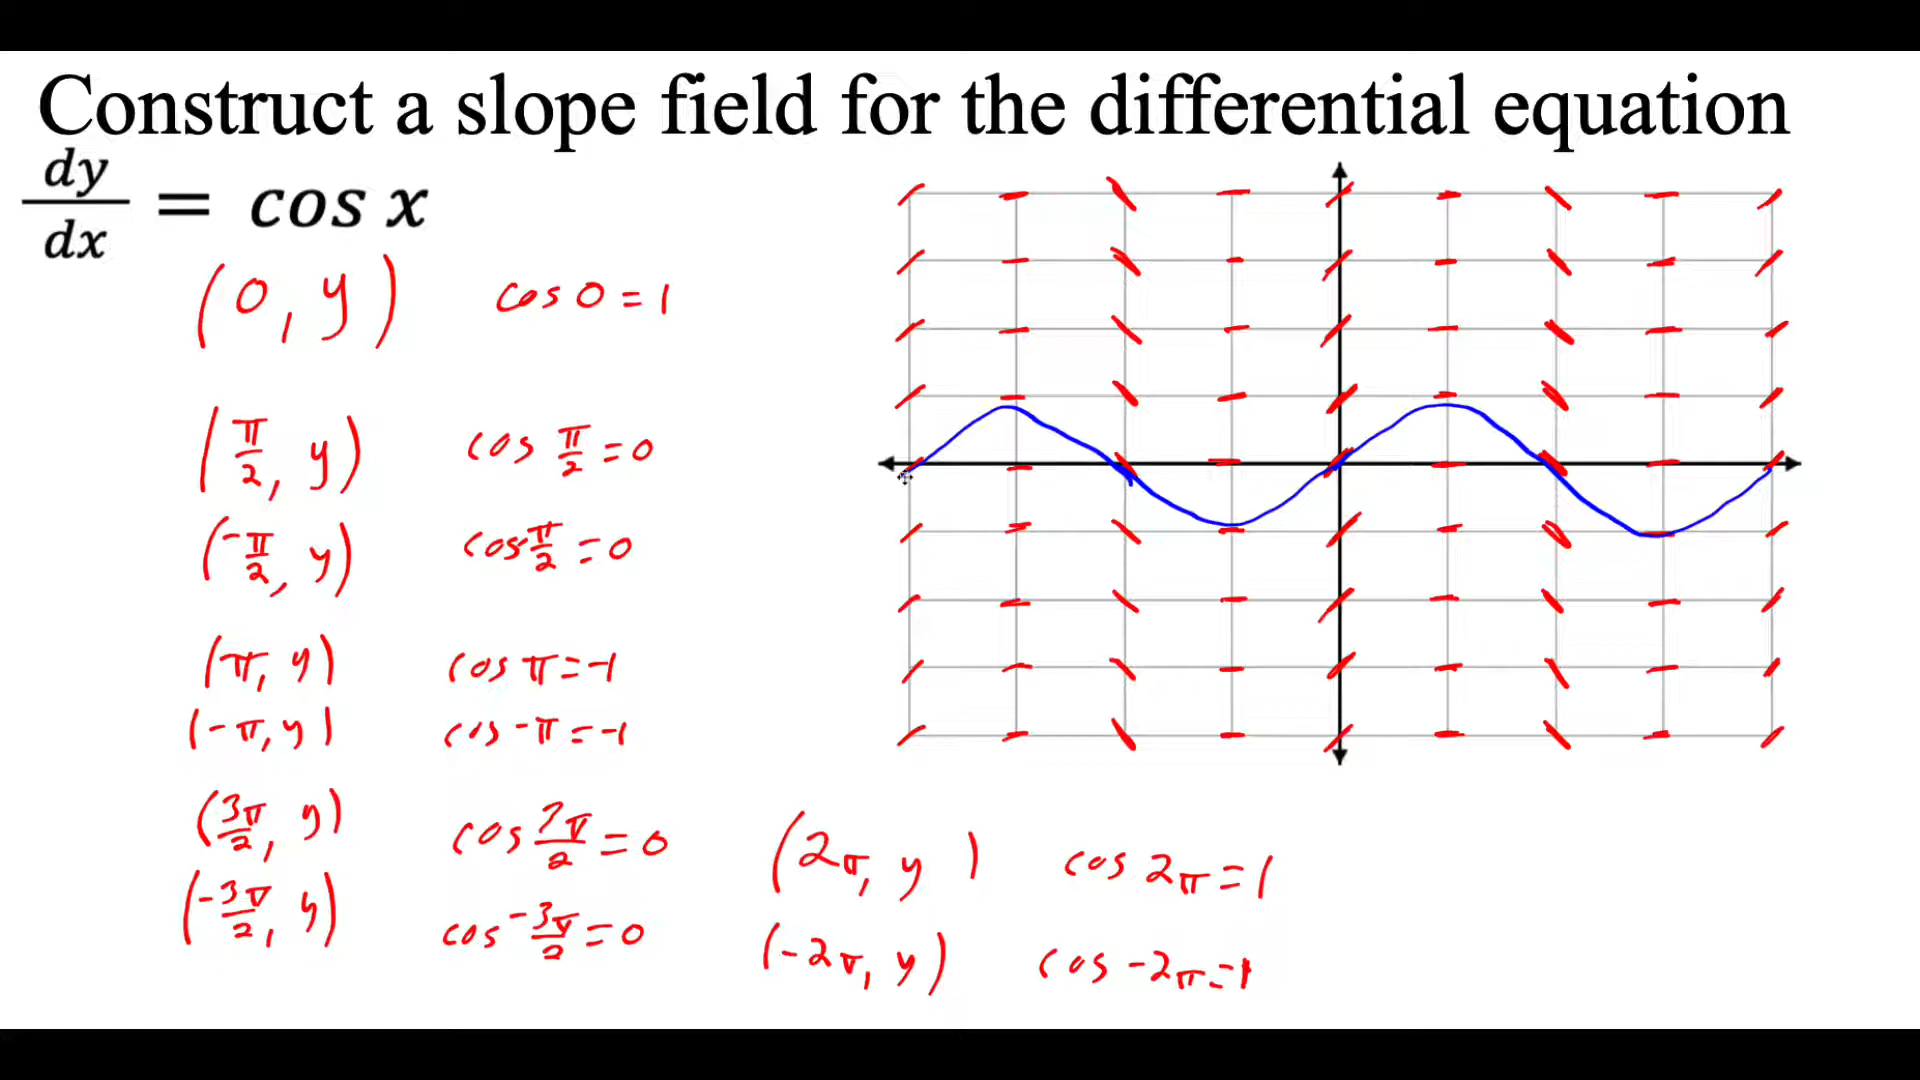 Construct a slope field for the differential equation
dy/dx = cos x
(0, y) cos 0 = 1
(π/2, y) cos π/2 = 0
(-π/2, y) cos -π/2 = 0
(π, y) cos π = -1
(-π, y) cos -π = -1
(3π/2, y) cos 3π/2 = 0
(-3π/2, y) cos -3π/2 = 0
(2π, y) cos 2π = 1
(-2π, y) cos -2π = 1